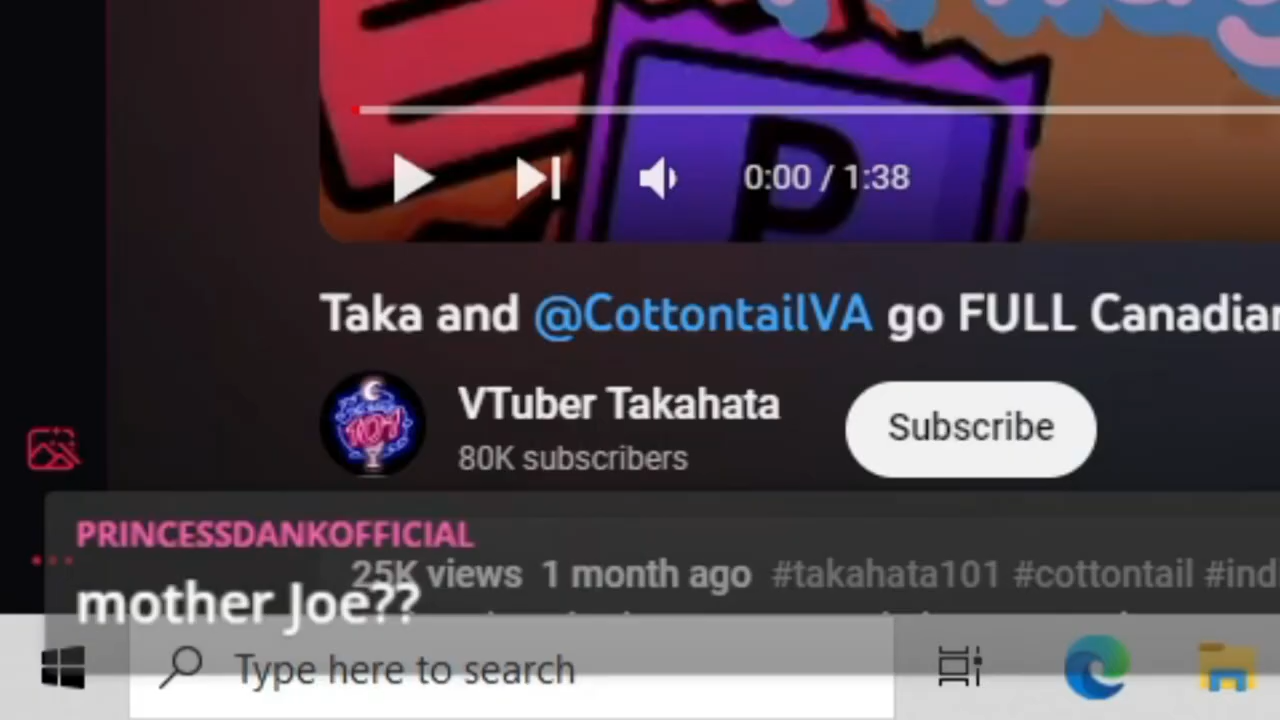 P
0:00 / 1:38
Taka and @CottontailVA go FULL Canadian
VTuber Takahata
80K subscribers
Subscribe
PRINCESSDANKOFFICIAL
25K views 1 month ago #takahata101 #cottontail #ind
mother Joe??
Type here to search